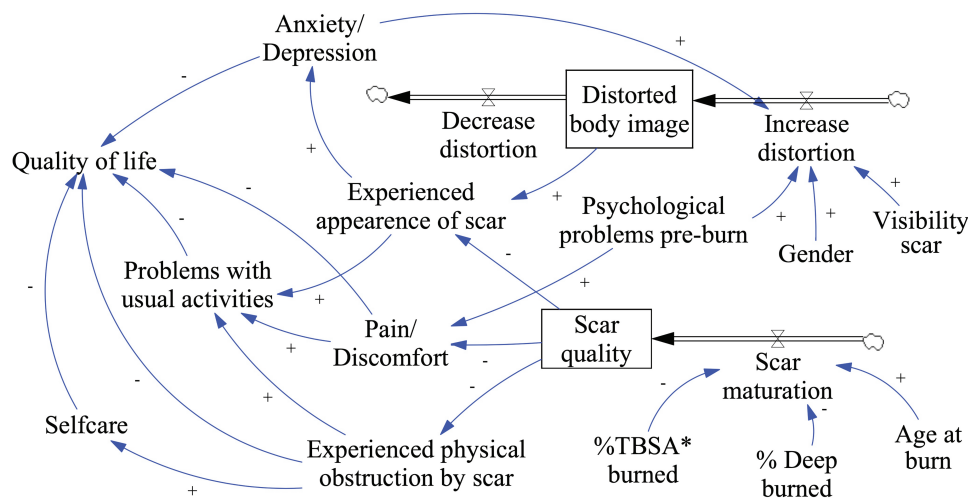 Anxiety/
Depression
+
-
Distorted
body image
Decrease
distortion
Increase
distortion
Quality of life
+
-
Experienced
appearence of scar
+
Psychological
problems pre-burn
+
+
+
Visibility
scar
Gender
-
-
Problems with
usual activities
+
+
-
Pain/
Discomfort
+
Scar
quality
-
-
Scar
maturation
-
+
-
-
+
Selfcare
-
Experienced physical
obstruction by scar
+
%TBSA*
burned
% Deep
burned
Age at
burn